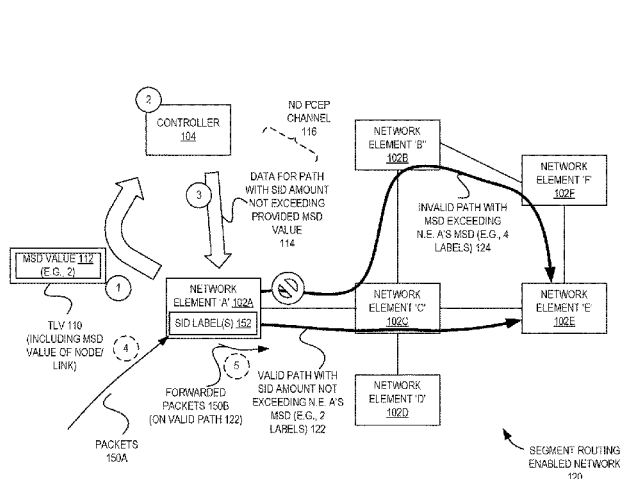 2
CONTROLLER
104
NO PCEP
CHANNEL
116
3
DATA FOR PATH
WITH SID AMOUNT
NOT EXCEEDING
PROVIDED MSD
VALUE
114
NETWORK
ELEMENT 'B''
102B
NETWORK
ELEMENT 'F'
102F
INVALID PATH WITH
MSD EXCEEDING
N.E. A'S MSD (E.G., 4
LABELS) 124
MSD VALUE 112
(E.G., 2)
1
TLV 110
(INCLUDING MSD
VALUE OF NODE/
LINK)
4
NETWORK
ELEMENT 'A' 102A
SID LABEL(S) 152
NETWORK
ELEMENT 'C'
102C
NETWORK
ELEMENT 'E'
102E
5
FORWARDED
PACKETS 150B
(ON VALID PATH 122)
VALID PATH WITH
SID AMOUNT NOT
EXCEEDING N.E. A'S
MSD (E.G., 2
LABELS) 122
NETWORK
ELEMENT 'D'
102D
PACKETS
150A
SEGMENT ROUTING
ENABLED NETWORK
120